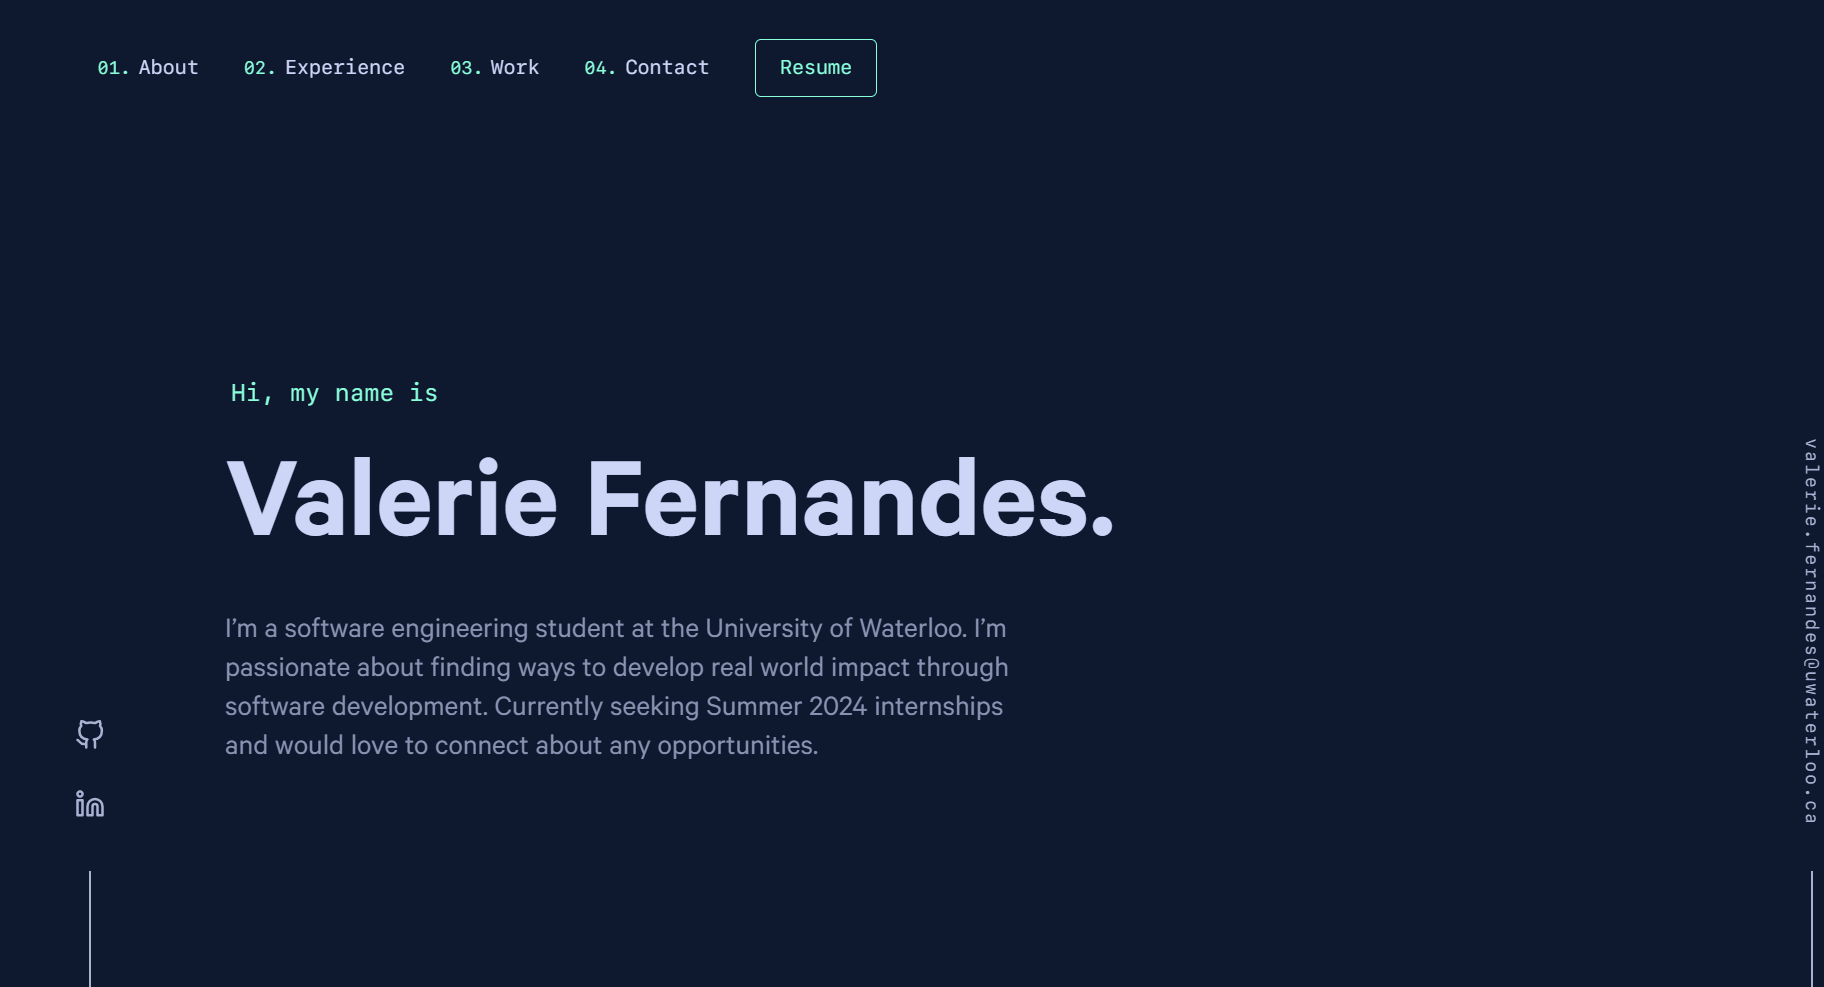 01. About 02. Experience 03. Work 04. Contact Resume
Hi, my name is
Valerie Fernandes.
I’m a software engineering student at the University of Waterloo. I’m
passionate about finding ways to develop real world impact through
software development. Currently seeking Summer 2024 internships
and would love to connect about any opportunities.
valerie.fernandes@uwaterloo.ca